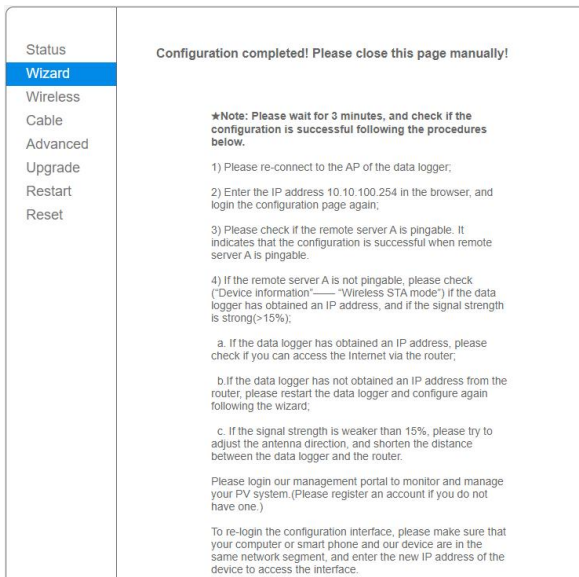 Status
Wizard
Wireless
Cable
Advanced
Upgrade
Restart
Reset
Configuration completed! Please close this page manually!
★Note: Please wait for 3 minutes, and check if the
configuration is successful following the procedures
below.
1) Please re-connect to the AP of the data logger;
2) Enter the IP address 10.10.100.254 in the browser, and
login the configuration page again;
3) Please check if the remote server A is pingable. It
indicates that the configuration is successful when remote
server A is pingable.
4) If the remote server A is not pingable, please check
(“Device information”—— “Wireless STA mode”) if the data
logger has obtained an IP address, and if the signal strength
is strong(>15%);
a. If the data logger has obtained an IP address, please
check if you can access the Internet via the router;
b.If the data logger has not obtained an IP address from the
router, please restart the data logger and configure again
following the wizard;
c. If the signal strength is weaker than 15%, please try to
adjust the antenna direction, and shorten the distance
between the data logger and the router.
Please login our management portal to monitor and manage
your PV system.(Please register an account if you do not
have one.)
To re-login the configuration interface, please make sure that
your computer or smart phone and our device are in the
same network segment, and enter the new IP address of the
device to access the interface.